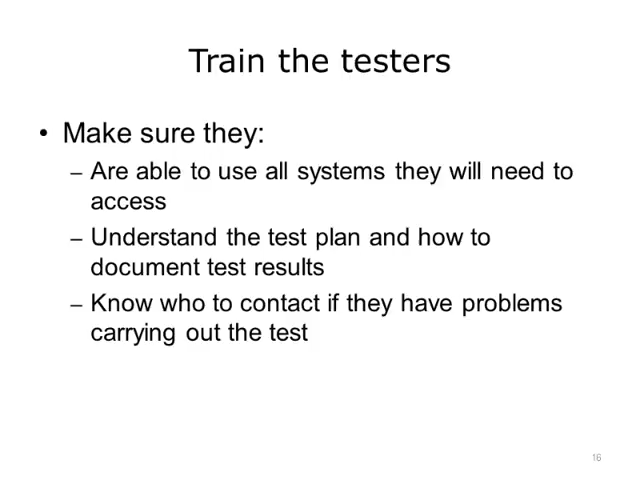 Train the testers
• Make sure they:
– Are able to use all systems they will need to
access
– Understand the test plan and how to
document test results
– Know who to contact if they have problems
carrying out the test
16